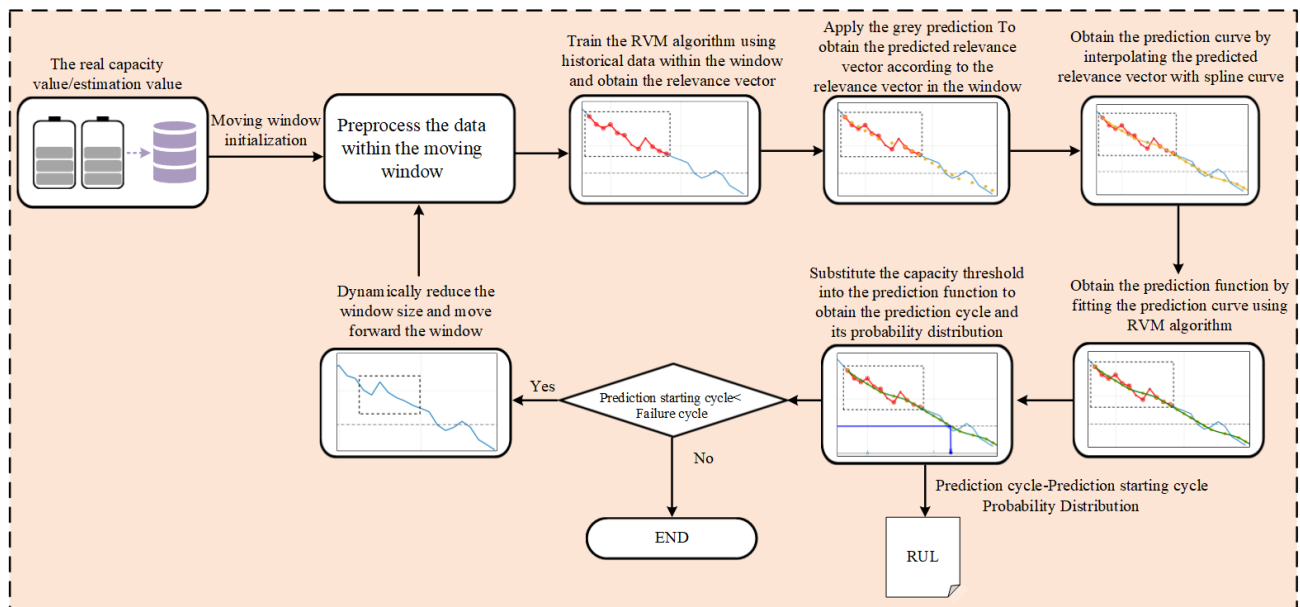 The real capacity
value/estimation value
Moving window
initialization
Preprocess the data
within the moving
window
Train the RVM algorithm using
historical data within the window
and obtain the relevance vector
Apply the grey prediction To
obtain the predicted relevance
vector according to the
relevance vector in the window
Obtain the prediction curve by
interpolating the predicted
relevance vector with spline curve
Obtain the prediction function by
fitting the prediction curve using
RVM algorithm
Substitute the capacity threshold
into the prediction function to
obtain the prediction cycle and
its probability distribution
Prediction cycle-Prediction starting cycle
Probability Distribution
RUL
Prediction starting cycle<
Failure cycle
Yes
No
END
Dynamically reduce the
window size and move
forward the window